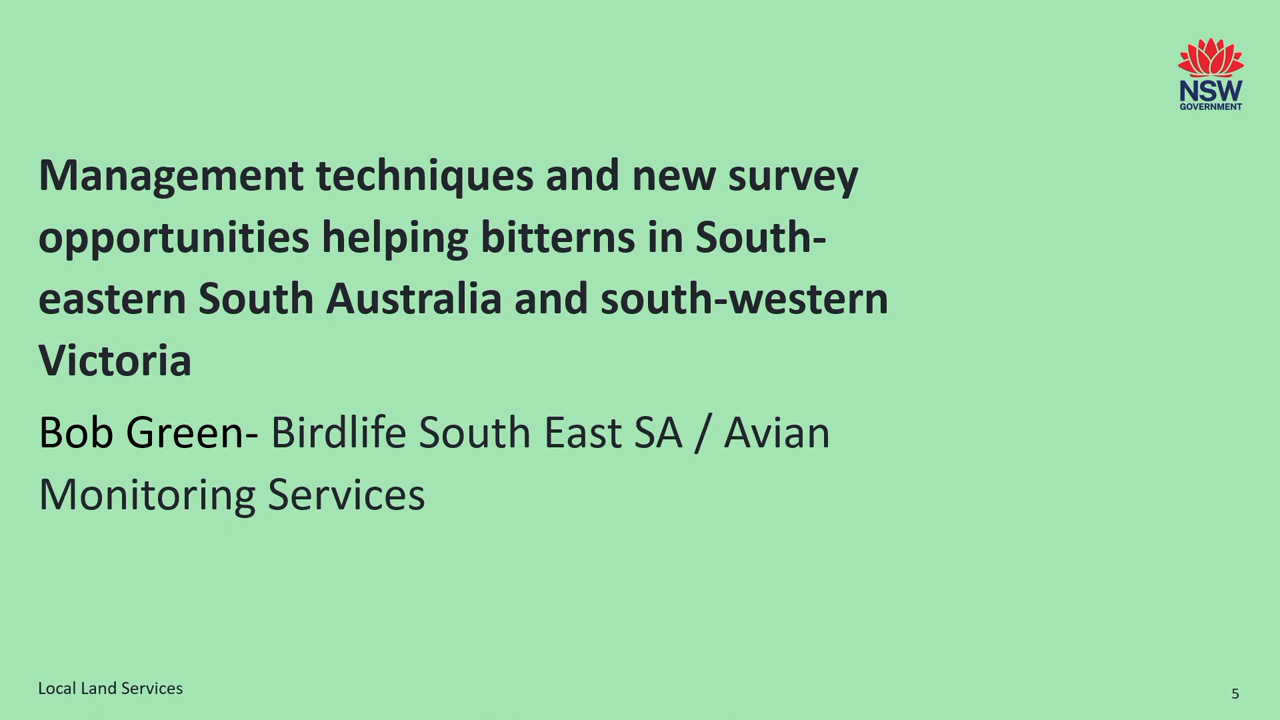 NSW
GOVERNMENT
Management techniques and new survey
opportunities helping bitterns in South-
eastern South Australia and south-western
Victoria
Bob Green- Birdlife South East SA / Avian
Monitoring Services
Local Land Services
5